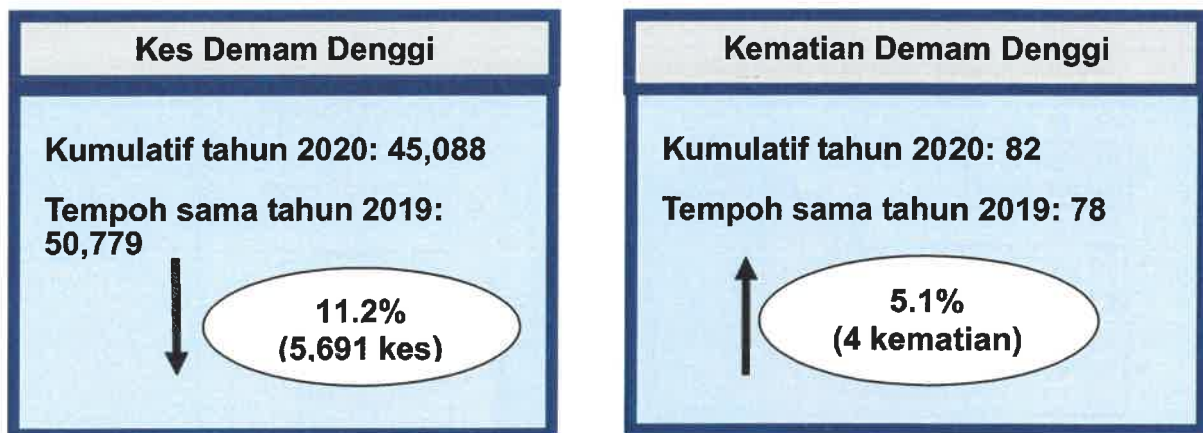 Kes Demam Denggi
Kumulatif tahun 2020: 45,088
Tempoh sama tahun 2019:
50,779
11.2%
(5,691 kes)
Kematian Demam Denggi
Kumulatif tahun 2020: 82
Tempoh sama tahun 2019: 78
5.1%
(4 kematian)